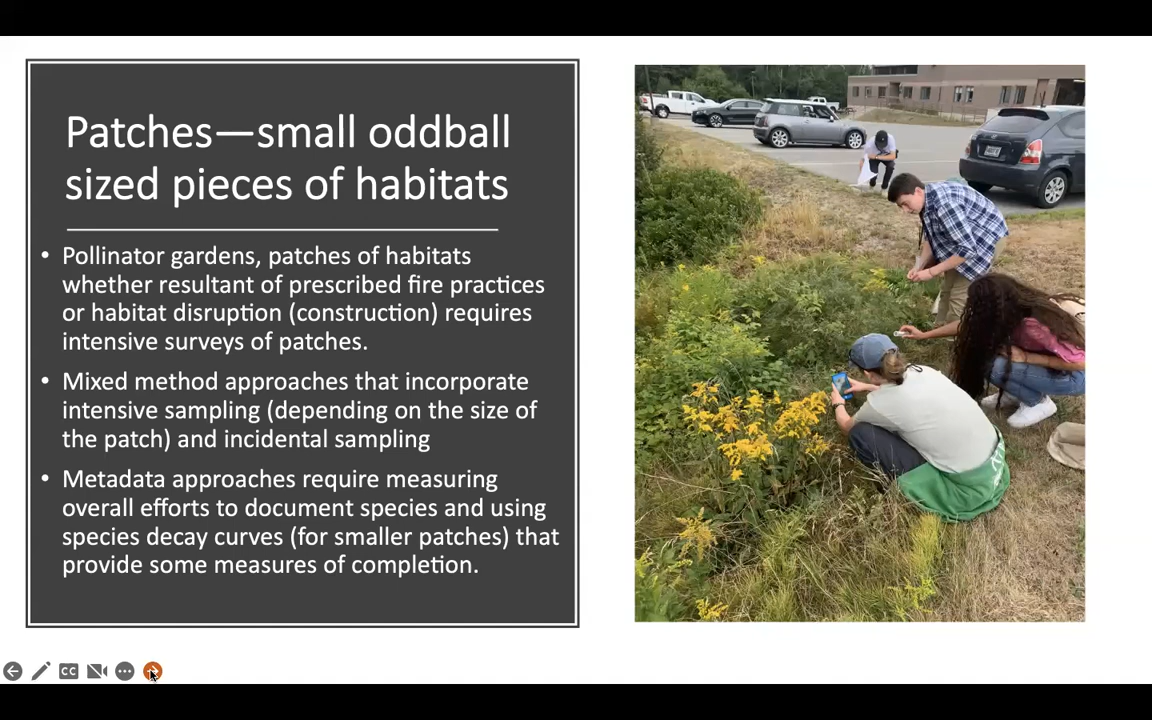 Patches—small oddball
sized pieces of habitats
• Pollinator gardens, patches of habitats
whether resultant of prescribed fire practices
or habitat disruption (construction) requires
intensive surveys of patches.
• Mixed method approaches that incorporate
intensive sampling (depending on the size of
the patch) and incidental sampling
• Metadata approaches require measuring
overall efforts to document species and using
species decay curves (for smaller patches) that
provide some measures of completion.
CC